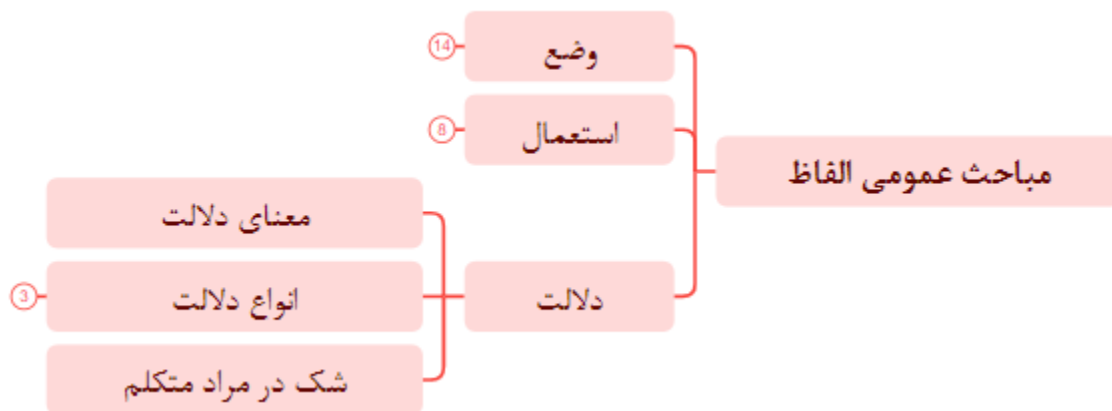 مباحث عمومی الفاظ
وضع
14
استعمال
8
دلالت
معنای دلالت
انواع دلالت
3
شک در مراد متکلم